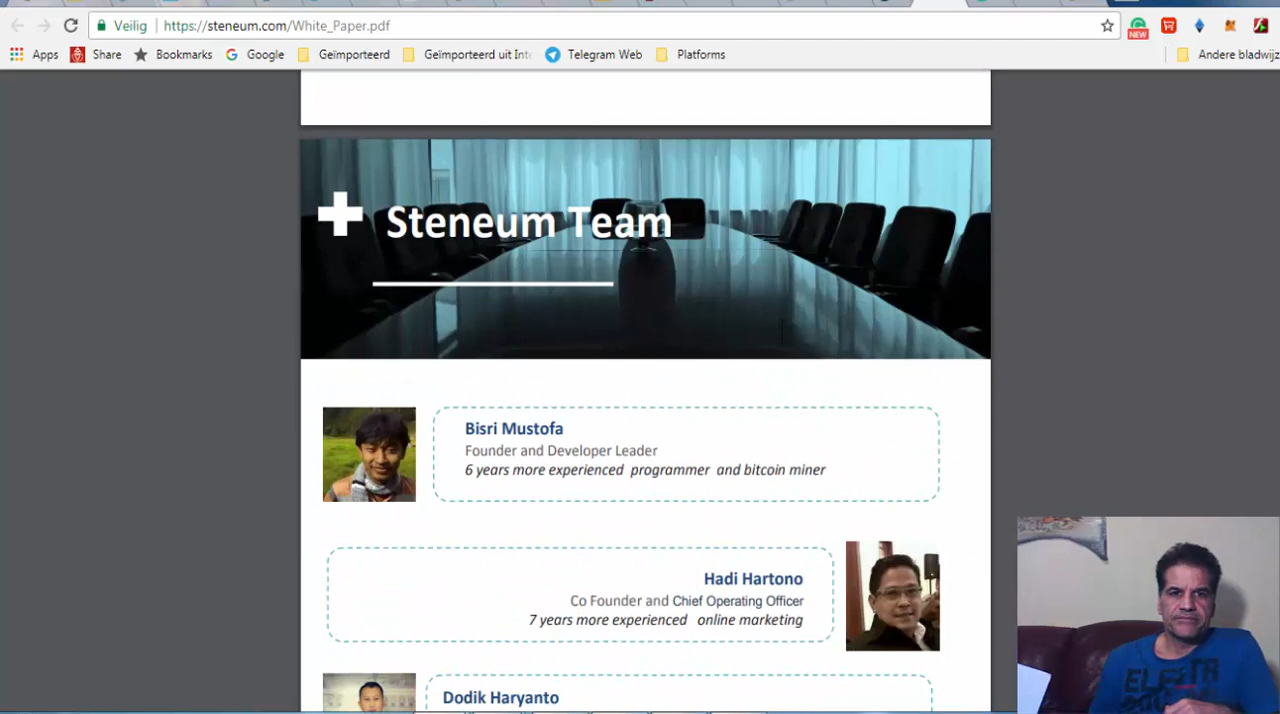 Veilig https://steneum.com/White_Paper.pdf
NEW
Apps Share Bookmarks Google Geïmporteerd Geïmporteerd uit Inte Telegram Web Platforms Andere bladwijz
Steneum Team
Bisri Mustofa
Founder and Developer Leader
6 years more experienced programmer and bitcoin miner
Hadi Hartono
Co Founder and Chief Operating Officer
7 years more experienced online marketing
Dodik Haryanto